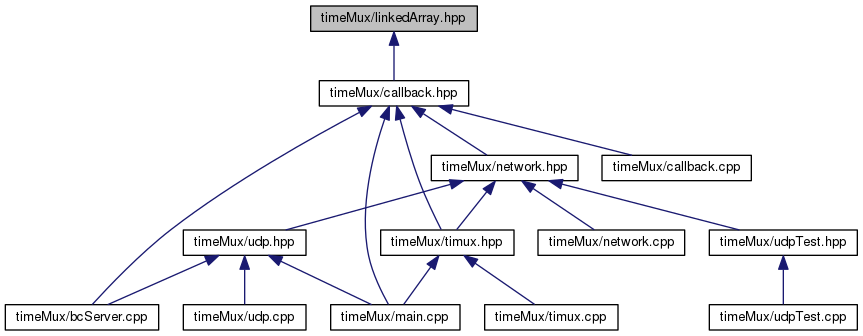 timeMux/linkedArray.hpp
timeMux/callback.hpp
timeMux/network.hpp
timeMux/callback.cpp
timeMux/udp.hpp
timeMux/timux.hpp
timeMux/network.cpp
timeMux/udpTest.hpp
timeMux/bcServer.cpp
timeMux/udp.cpp
timeMux/main.cpp
timeMux/timux.cpp
timeMux/udpTest.cpp